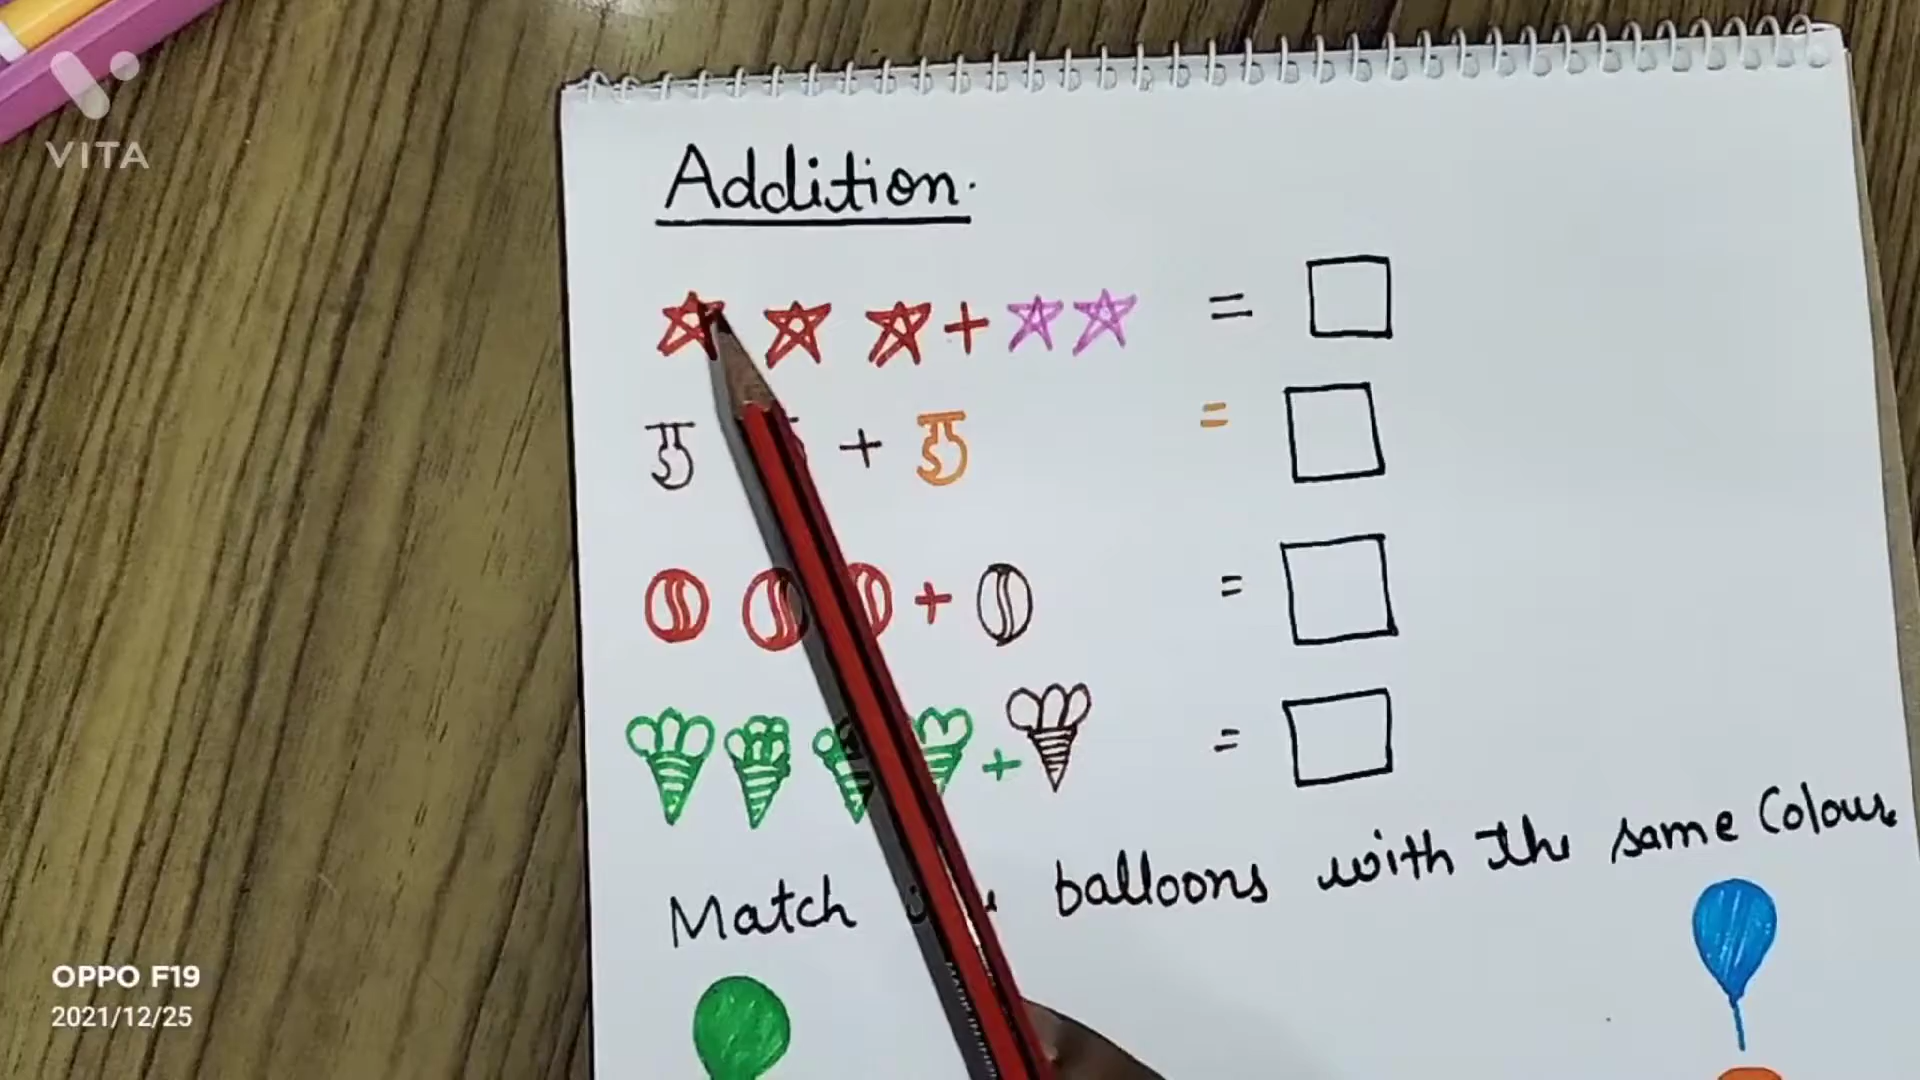 VITA
Addition.
+ =
+ =
+ =
+ =
Match balloons with the same Colour.
OPPO F19
2021/12/25